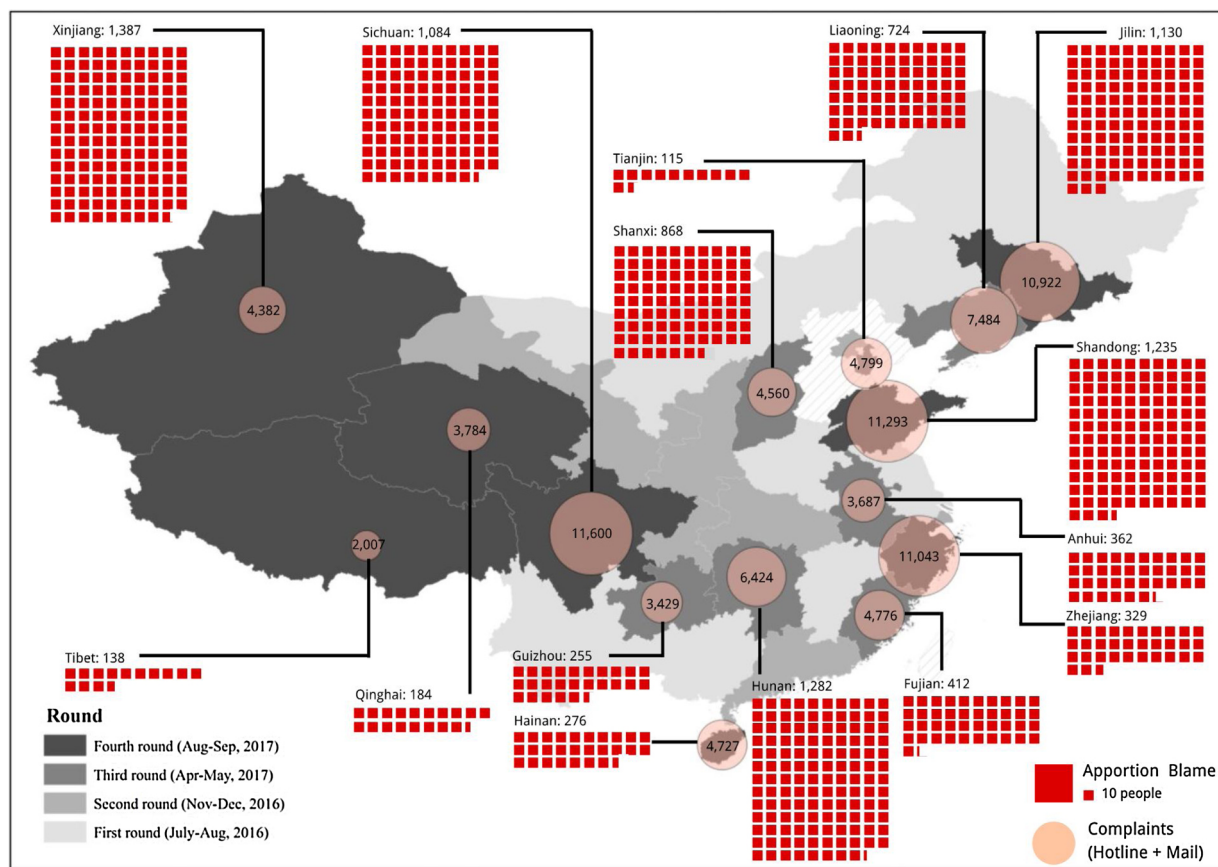 Xinjiang: 1,387
Sichuan: 1,084
Liaoning: 724
Jilin: 1,130
Tianjin: 115
Shanxi: 868
10,922
4,382
7,484
Shandong: 1,235
4,799
4,560
11,293
3,784
3,687
11,600
Anhui: 362
2,007
11,043
6,424
3,429
4,776
Zhejiang: 329
Tibet: 138
Guizhou: 255
Qinghai: 184
Hunan: 1,282
Fujian: 412
Hainan: 276
4,727
Round
Fourth round (Aug-Sep, 2017)
Third round (Apr-May, 2017)
Second round (Nov-Dec, 2016)
First round (July-Aug, 2016)
Apportion Blame
10 people
Complaints
(Hotline + Mail)